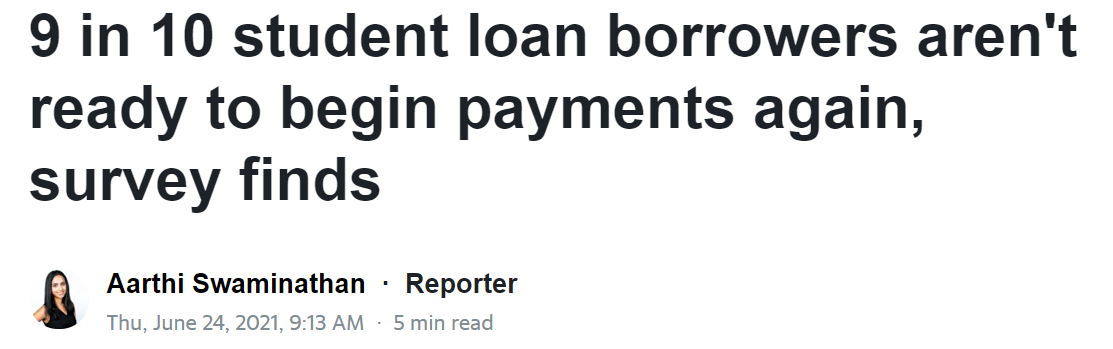 9 in 10 student loan borrowers aren't
ready to begin payments again,
survey finds
Aarthi Swaminathan · Reporter
Thu, June 24, 2021, 9:13 AM · 5 min read